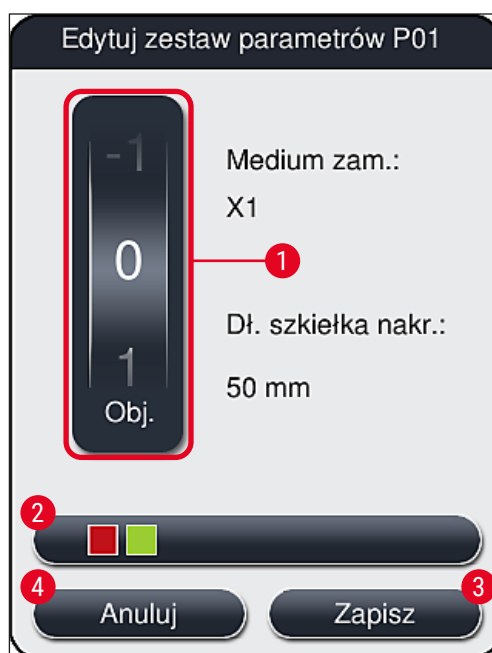 Edytuj zestaw parametrów P01
-1
0
1
Obj.
Medium zam.:
X1
1
Dł. szkiełka nakr.:
50 mm
2
4
Anuluj
Zapisz
3